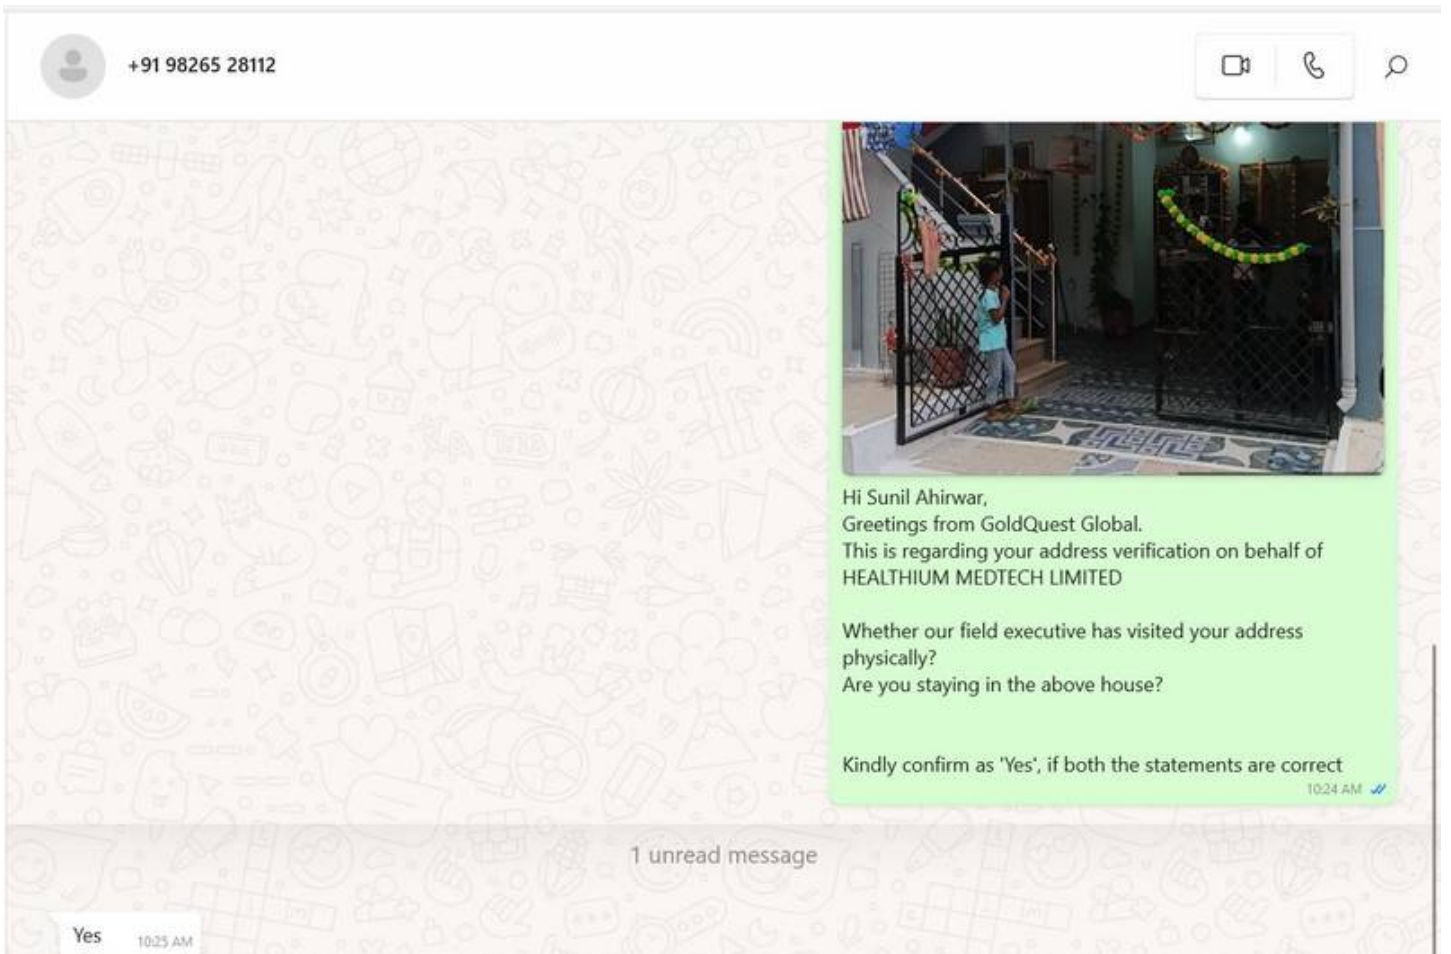 +91 98265 28112
Hi Sunil Ahirwar,
Greetings from GoldQuest Global.
This is regarding your address verification on behalf of
HEALTHIUM MEDTECH LIMITED
Whether our field executive has visited your address
physically?
Are you staying in the above house?
Kindly confirm as 'Yes', if both the statements are correct
10:24 AM
1 unread message
Yes 10:25 AM